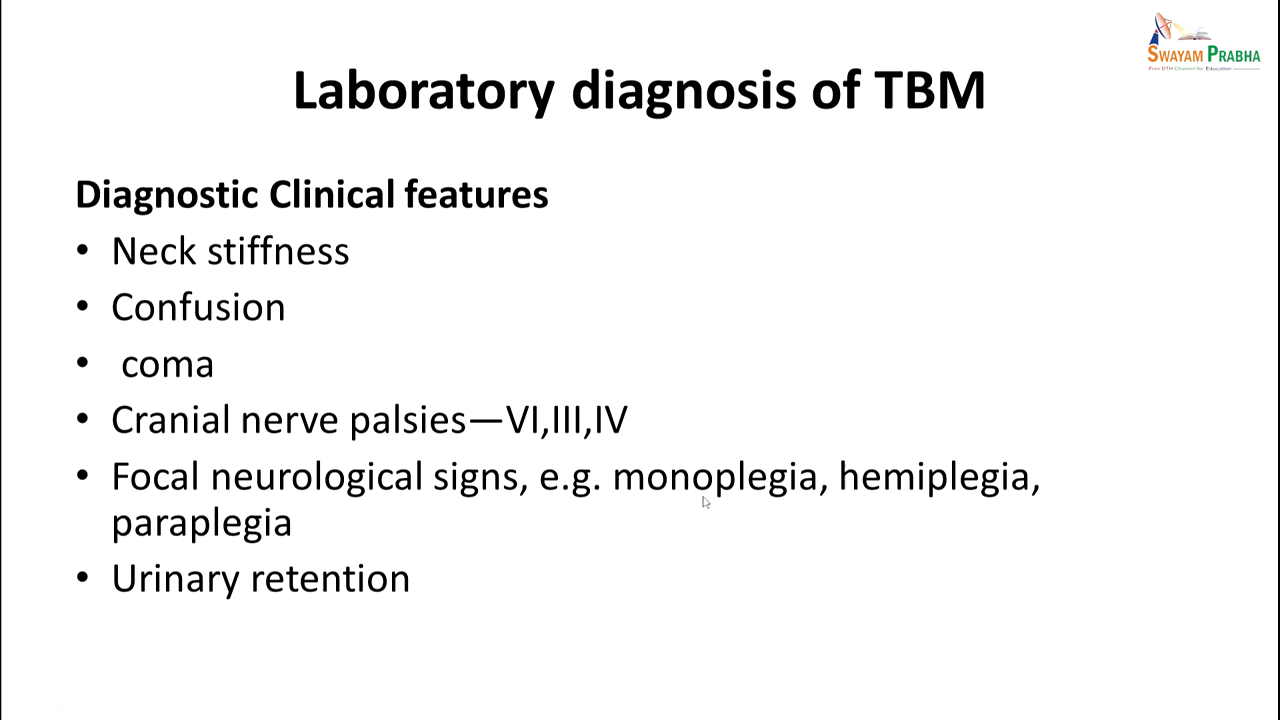 SWAYAM PRABHA
Free DTH Channel for Education
Laboratory diagnosis of TBM
Diagnostic Clinical features
• Neck stiffness
• Confusion
• coma
• Cranial nerve palsies—VI,III,IV
• Focal neurological signs, e.g. monoplegia, hemiplegia,
paraplegia
• Urinary retention